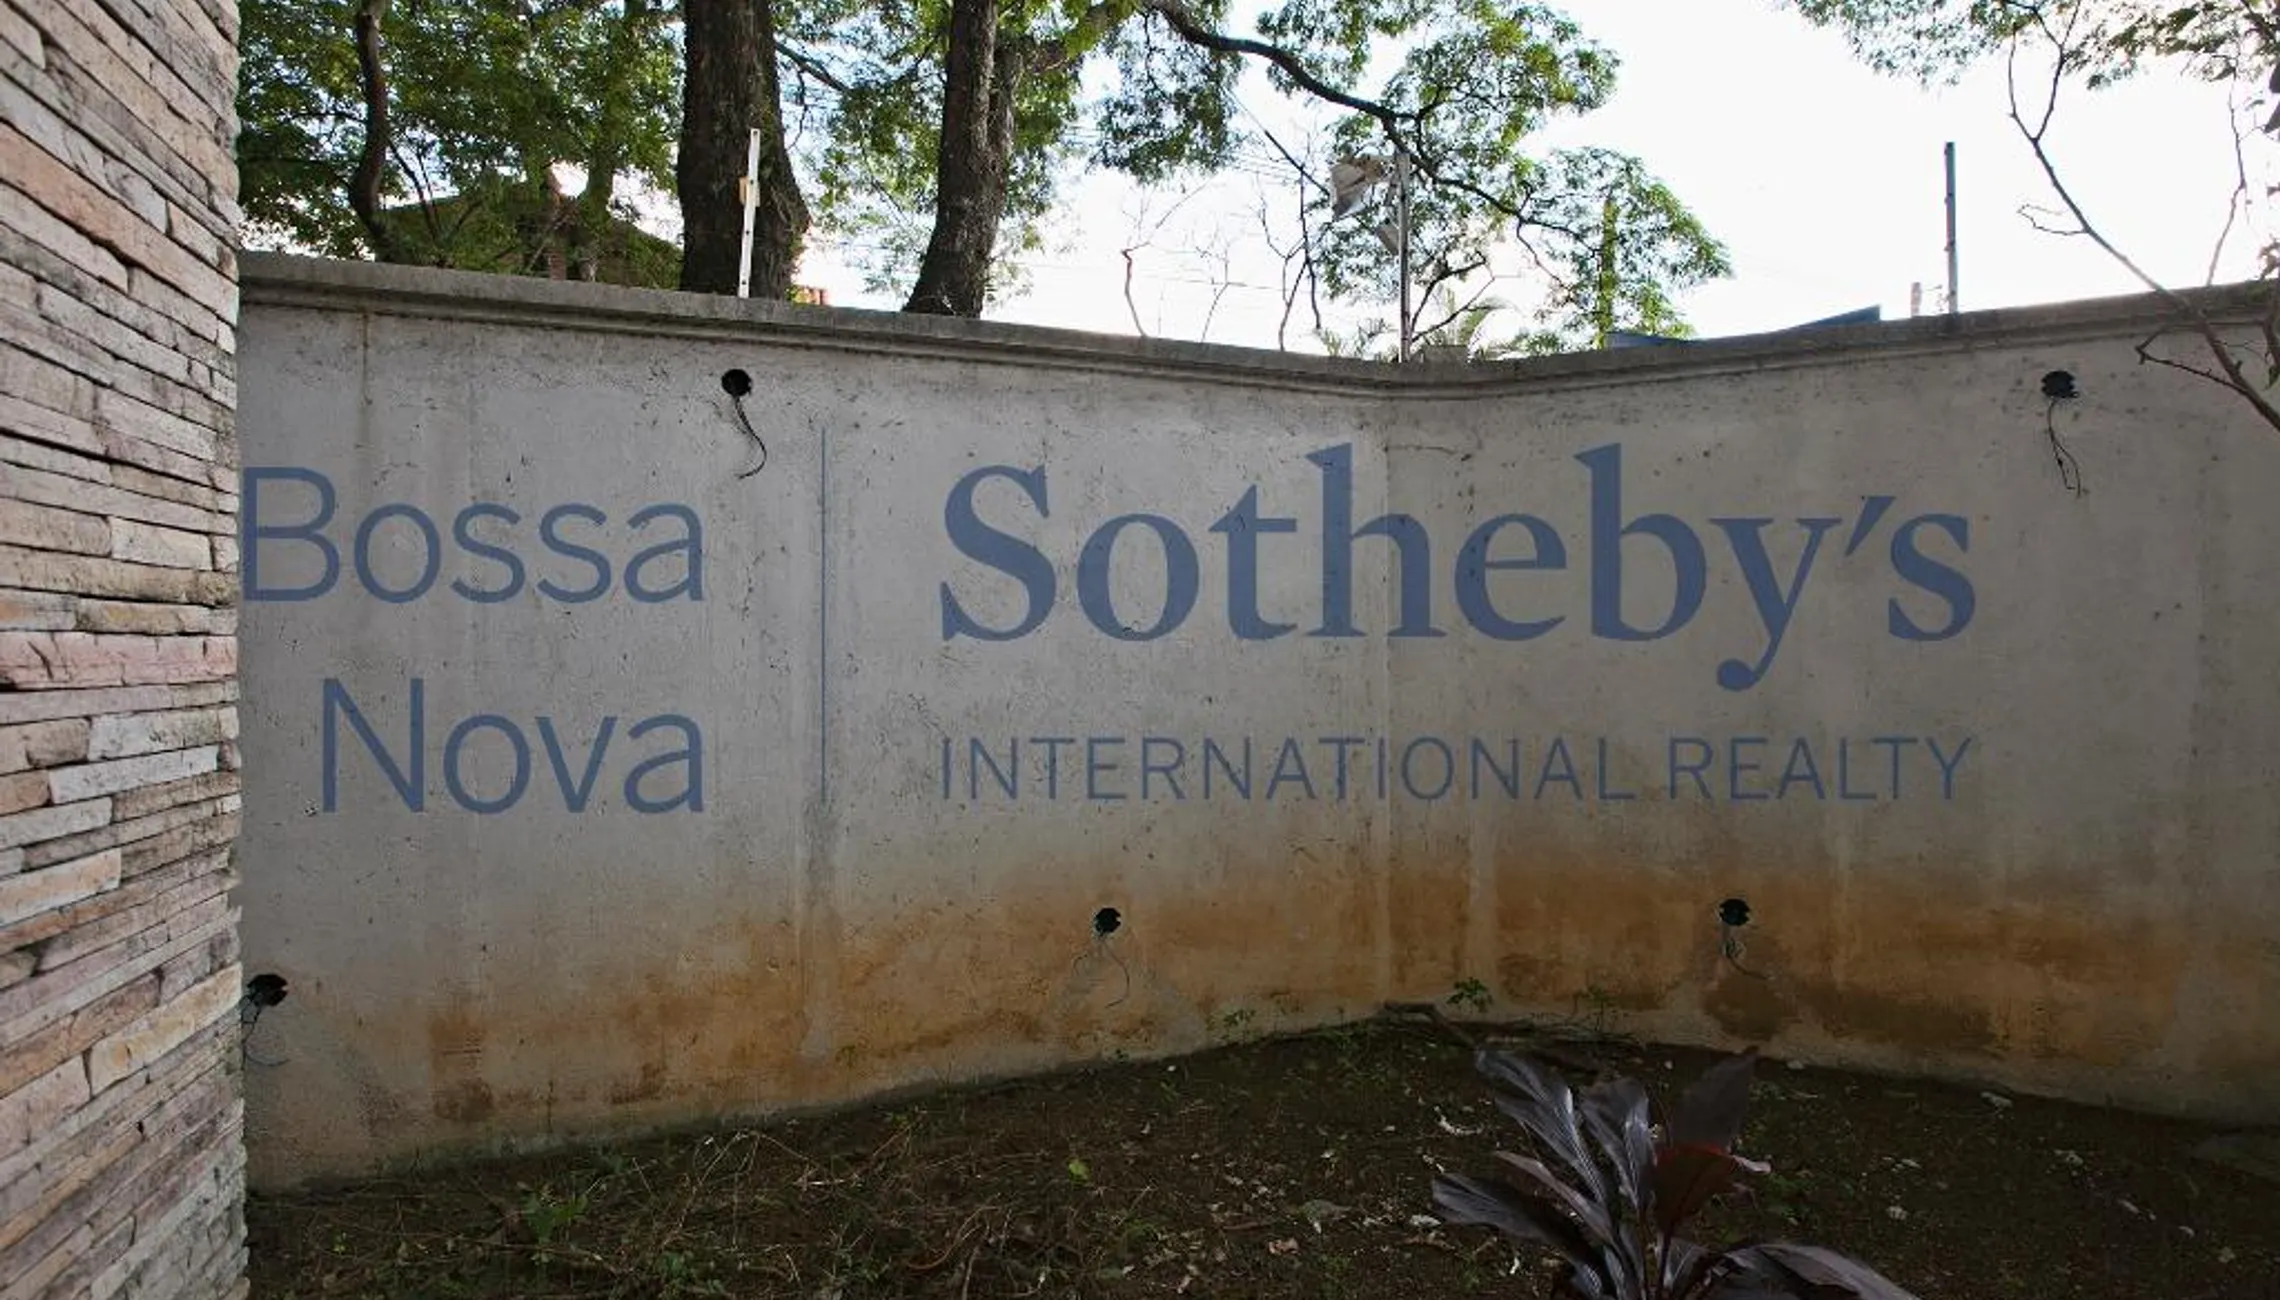 Bossa
Nova
Sotheby's
INTERNATIONAL REALTY